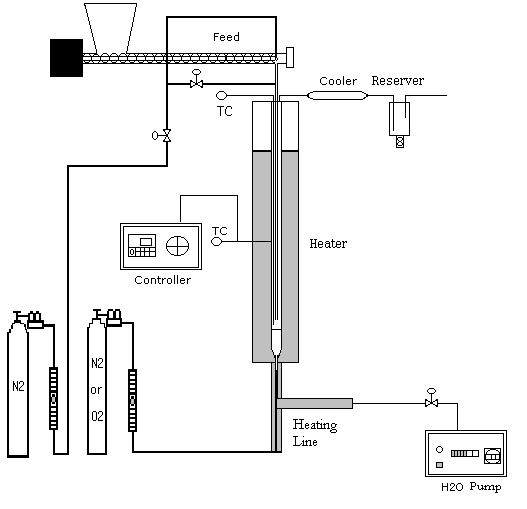 Feed
Cooler
Reserver
TC
TC
Heater
Controller
N2
N2
or
O2
Heating
Line
H2O Pump